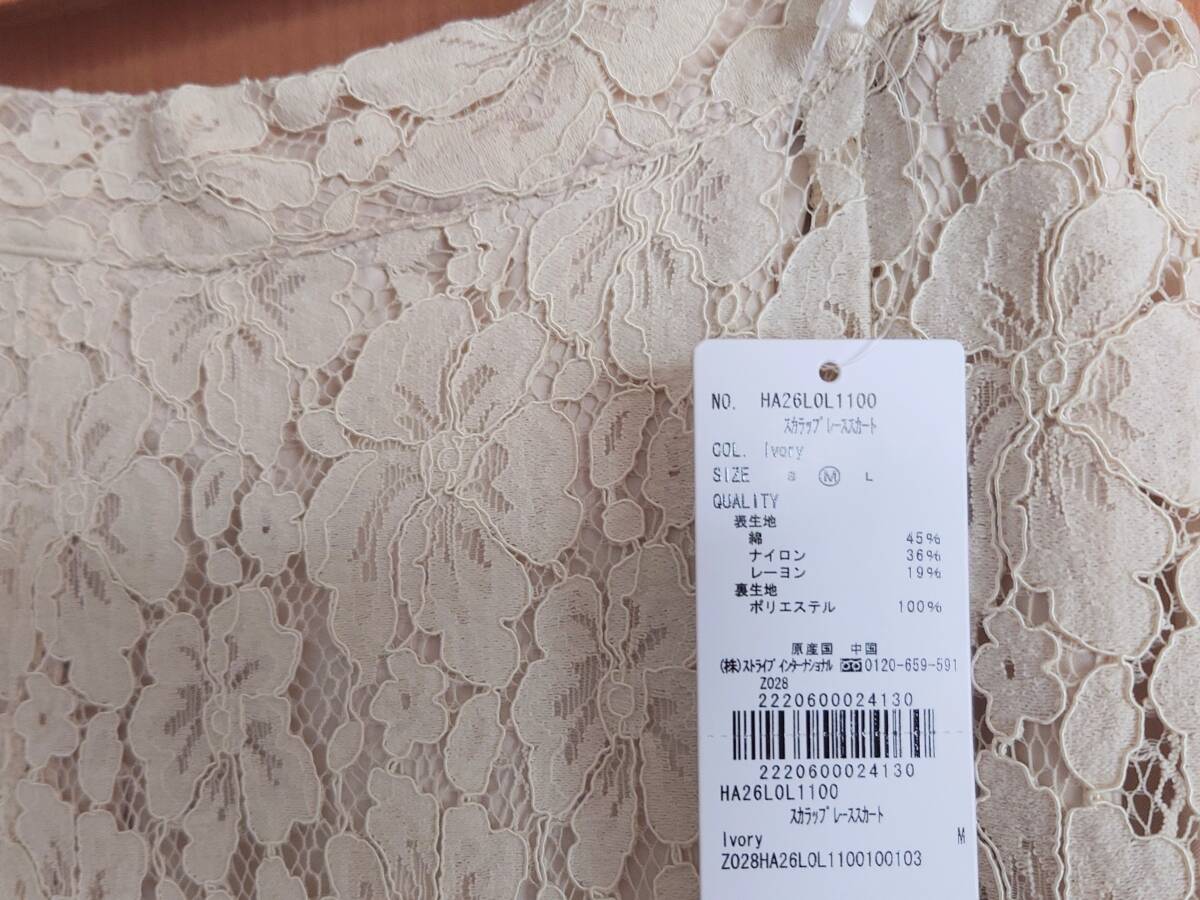 NO. HA26L0L1100
スカラップレーススカート
COL. Ivory
SIZE S Ⓜ L
QUALITY
表生地
綿 45%
ナイロン 36%
レーヨン 19%
裏生地
ポリエステル 100%
原産国 中国
(株)ストライプインターナショナル 0120-659-591
Z028
2220600024130
2220600024130
HA26L0L1100
スカラップレーススカート
Ivory M
Z028HA26L0L1100100103